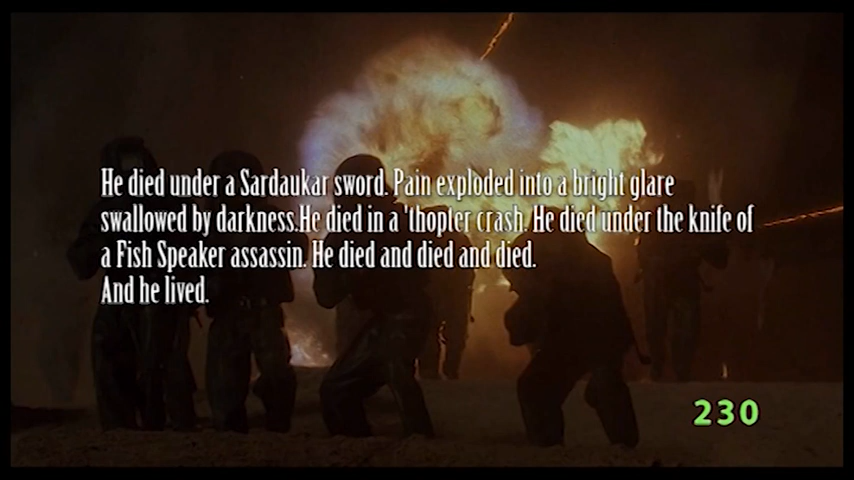 He died under a Sardaukar sword. Pain exploded into a bright glare
swallowed by darkness.He died in a 'thopter crash. He died under the knife of
a Fish Speaker assassin. He died and died and died.
And he lived.
230